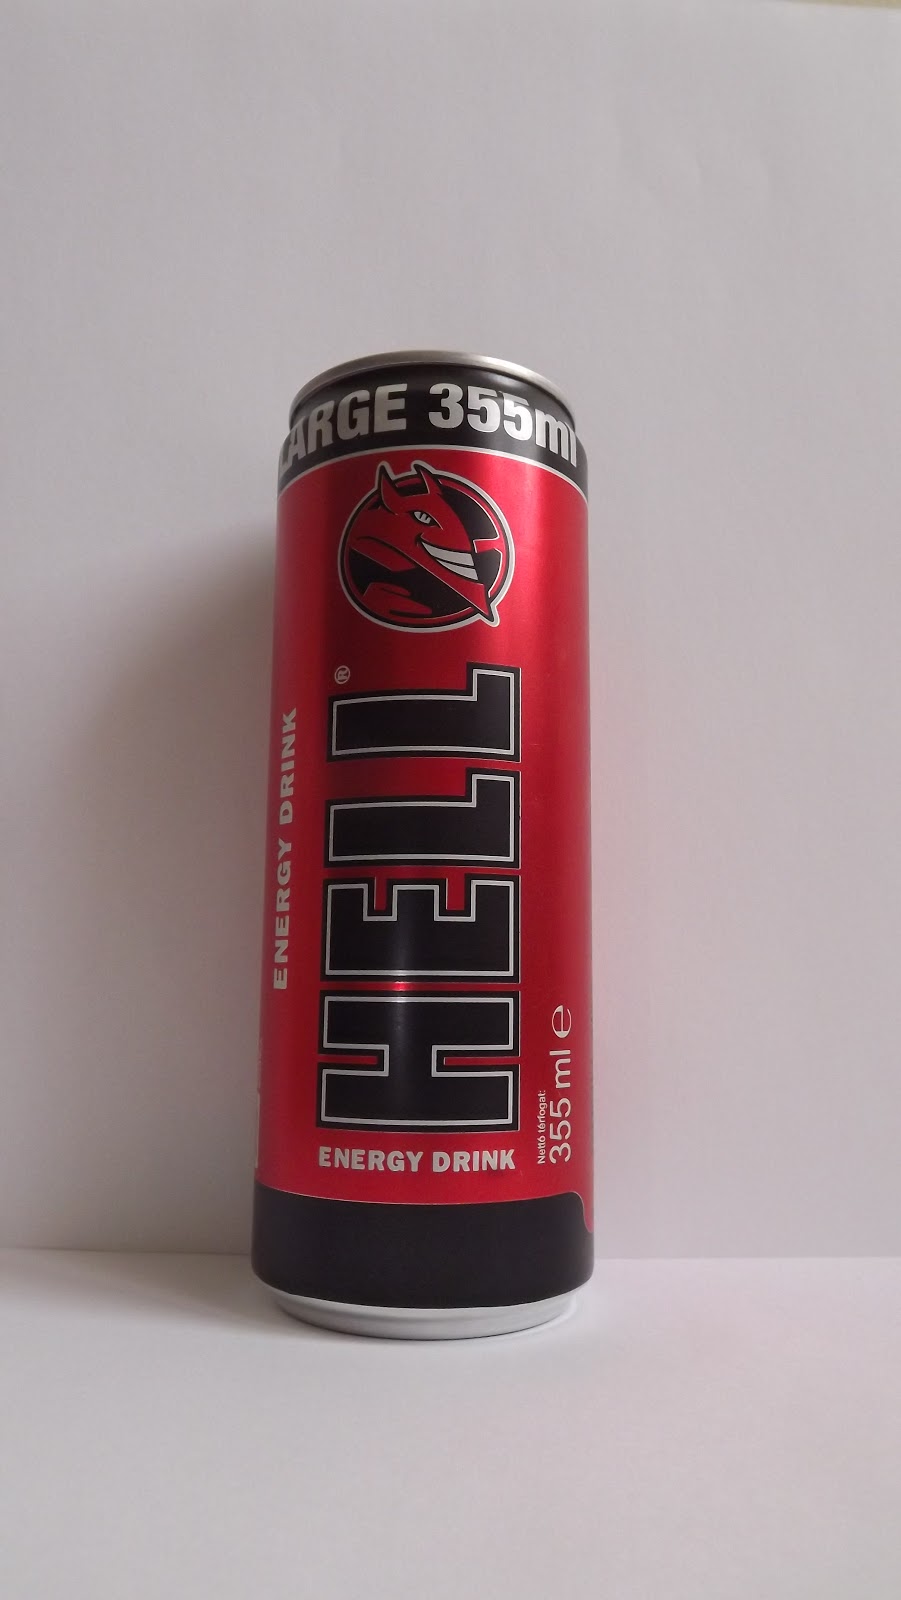 LARGE 355ml
HELL®
ENERGY DRINK
ENERGY DRINK
Nettó térfogat:
355 ml e